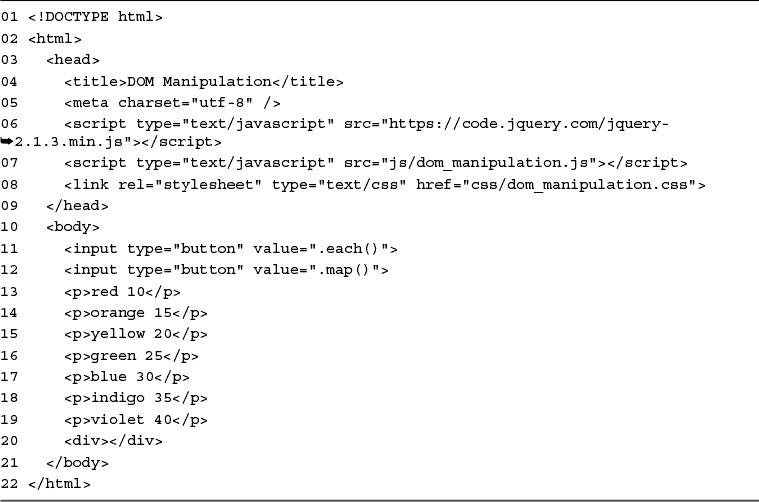 01 <!DOCTYPE html>
02 <html>
03   <head>
04     <title>DOM Manipulation</title>
05     <meta charset="utf-8" />
06     <script type="text/javascript" src="https://code.jquery.com/jquery-
➥2.1.3.min.js"></script>
07     <script type="text/javascript" src="js/dom_manipulation.js"></script>
08     <link rel="stylesheet" type="text/css" href="css/dom_manipulation.css">
09   </head>
10   <body>
11     <input type="button" value=".each()">
12     <input type="button" value=".map()">
13     <p>red 10</p>
14     <p>orange 15</p>
15     <p>yellow 20</p>
16     <p>green 25</p>
17     <p>blue 30</p>
18     <p>indigo 35</p>
19     <p>violet 40</p>
20     <div></div>
21   </body>
22 </html>